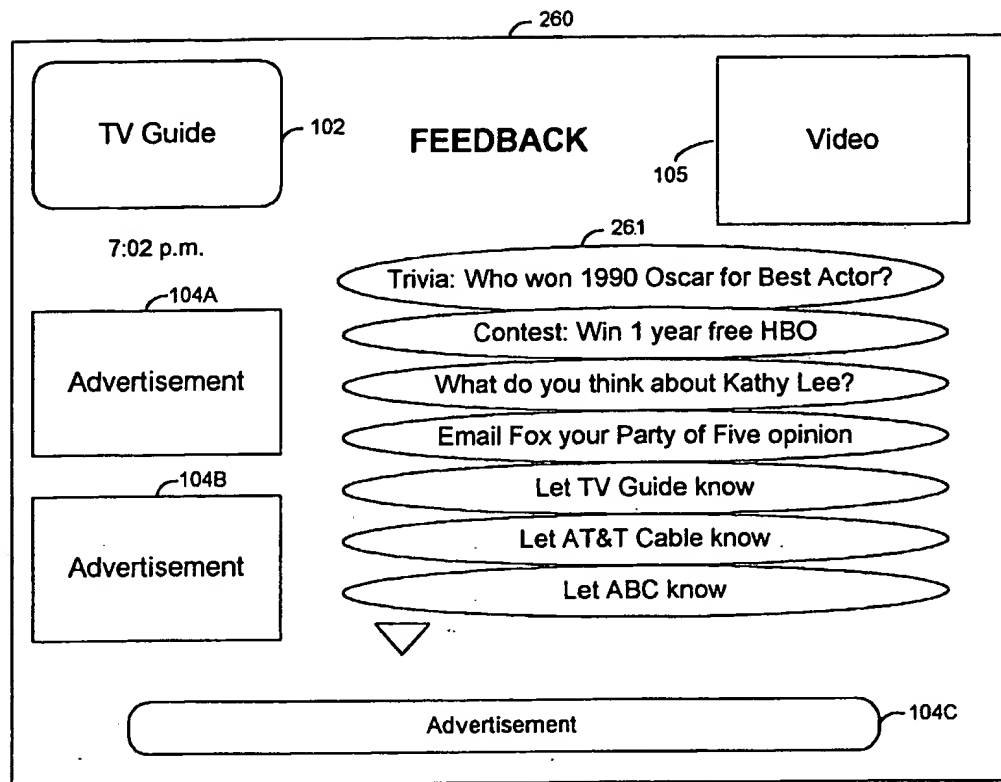 260
TV Guide
102
FEEDBACK
105
Video
7:02 p.m.
261
Trivia: Who won 1990 Oscar for Best Actor?
104A
Contest: Win 1 year free HBO
Advertisement
What do you think about Kathy Lee?
Email Fox your Party of Five opinion
104B
Let TV Guide know
Advertisement
Let AT&T Cable know
Let ABC know
Advertisement
104C